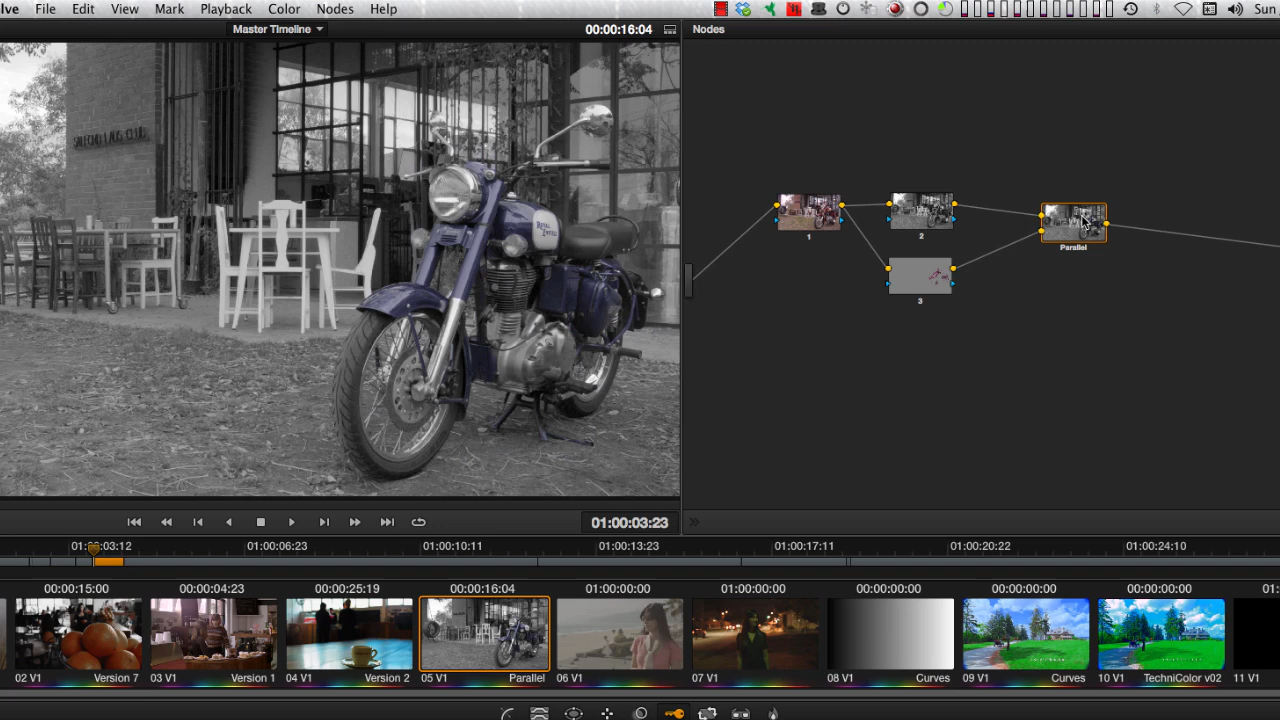 lve File Edit View Mark Playback Color Nodes Help Sun
Master Timeline 00:00:16:04 Nodes
ROYAL
1
2
Parallel
3
01:00:03:23
01:00:03:12 01:00:06:23 01:00:10:11 01:00:13:23 01:00:17:11 01:00:20:22 01:00:24:10
00:00:15:00 00:00:04:23 00:00:25:19 00:00:16:04 01:00:00:00 01:00:00:00 00:00:00:00 00:00:00:00 00:00:00:00 01:
02 V1 Version 7 03 V1 Version 1 04 V1 Version 2 05 V1 Parallel 06 V1 07 V1 08 V1 Curves 09 V1 Curves 10 V1 TechniColor v02 11 V1